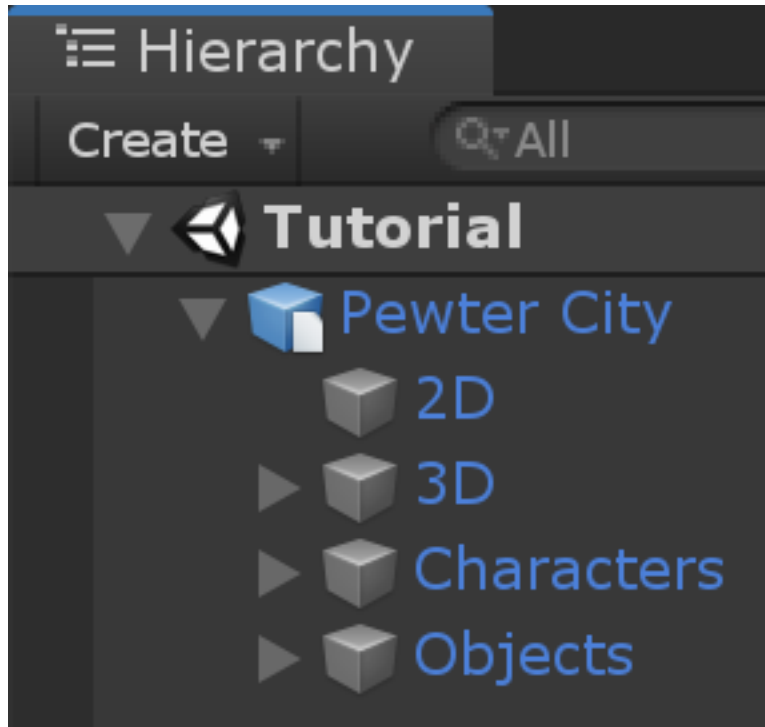 Hierarchy
Create All
Tutorial
Pewter City
2D
3D
Characters
Objects